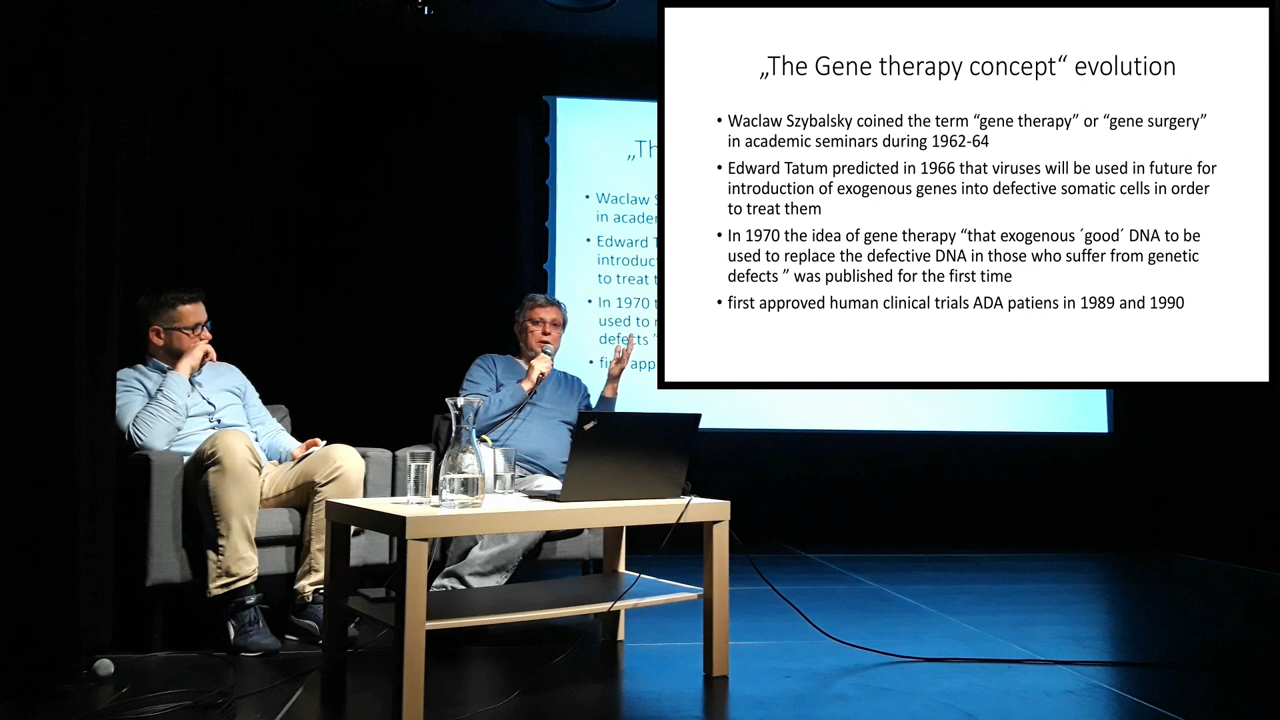 „The Gene therapy concept“ evolution
• Waclaw Szybalsky coined the term “gene therapy” or “gene surgery”
in academic seminars during 1962-64
• Edward Tatum predicted in 1966 that viruses will be used in future for
introduction of exogenous genes into defective somatic cells in order
to treat them
• In 1970 the idea of gene therapy “that exogenous ´good´ DNA to be
used to replace the defective DNA in those who suffer from genetic
defects ” was published for the first time
• first approved human clinical trials ADA patiens in 1989 and 1990
„Th
• Waclaw S
in acade
• Edward T
introduc
to treat t
• In 1970 t
used to r
defects ”
• first app